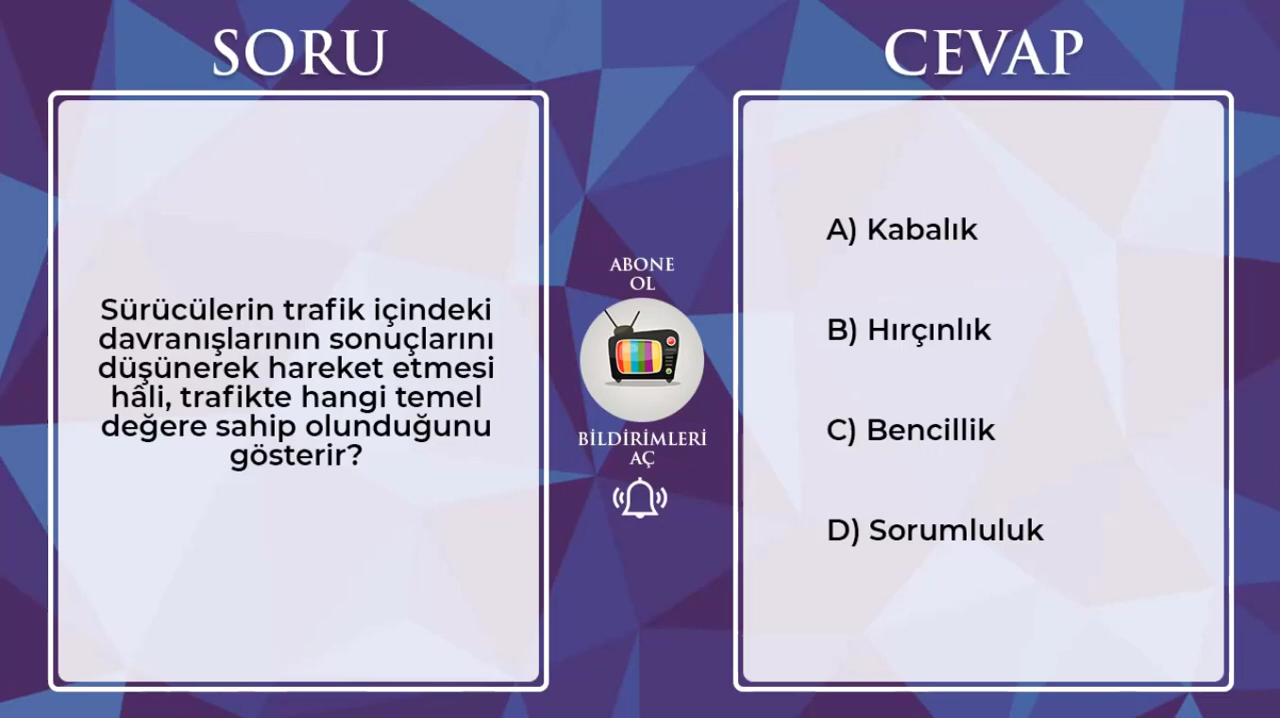 SORU
Sürücülerin trafik içindeki
davranışlarının sonuçlarını
düşünerek hareket etmesi
hâli, trafikte hangi temel
değere sahip olunduğunu
gösterir?
ABONE
OL
BİLDİRİMLERİ
AÇ
CEVAP
A) Kabalık
B) Hırçınlık
C) Bencillik
D) Sorumluluk